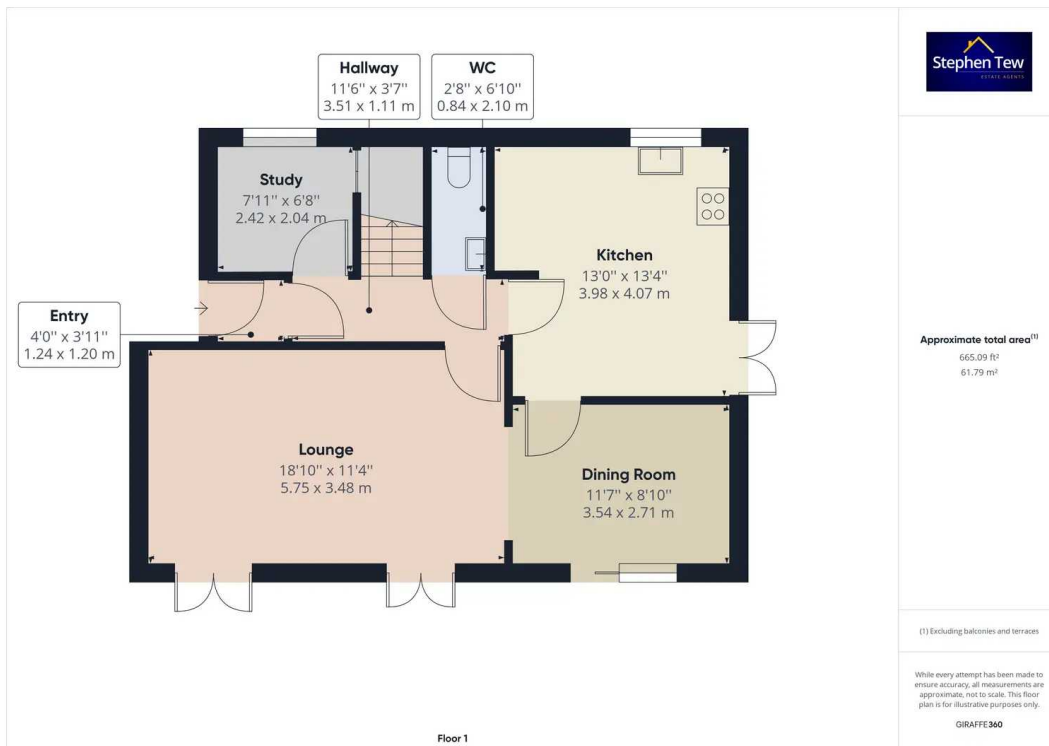 Hallway
11'6'' x 3'7''
3.51 x 1.11 m
WC
2'8'' x 6'10''
0.84 x 2.10 m
Study
7'11'' x 6'8''
2.42 x 2.04 m
Kitchen
13'0'' x 13'4''
3.98 x 4.07 m
Entry
4'0'' x 3'11''
1.24 x 1.20 m
Lounge
18'10'' x 11'4''
5.75 x 3.48 m
Dining Room
11'7'' x 8'10''
3.54 x 2.71 m
Floor 1
Stephen Tew
ESTATE AGENTS
Approximate total area(1)
665.09 ft²
61.79 m²
(1) Excluding balconies and terraces
While every attempt has been made to
ensure accuracy, all measurements are
approximate, not to scale. This floor
plan is for illustrative purposes only.
GIRAFFE360